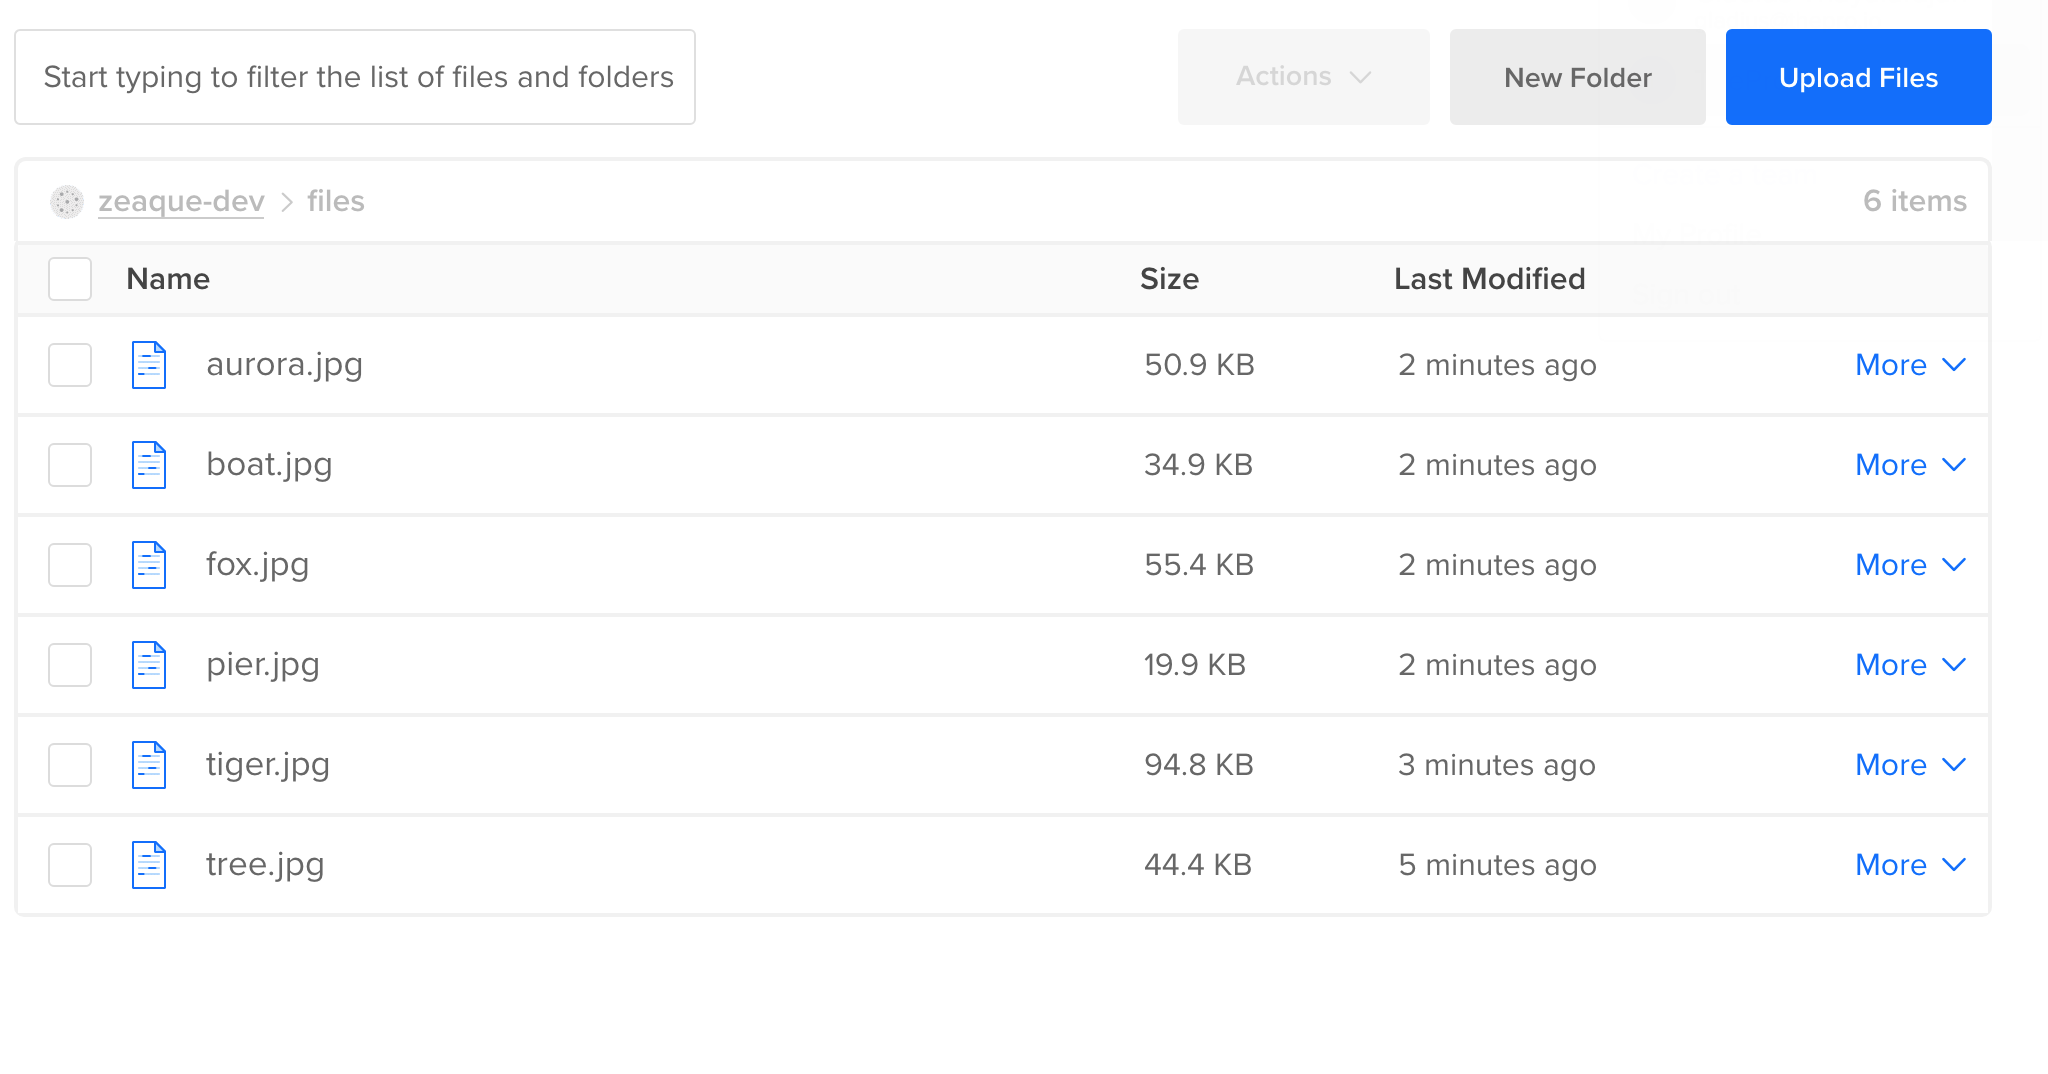 Start typing to filter the list of files and folders
Actions
New Folder
Upload Files
zeaque-dev > files
6 items
Name Size Last Modified
aurora.jpg 50.9 KB 2 minutes ago More
boat.jpg 34.9 KB 2 minutes ago More
fox.jpg 55.4 KB 2 minutes ago More
pier.jpg 19.9 KB 2 minutes ago More
tiger.jpg 94.8 KB 3 minutes ago More
tree.jpg 44.4 KB 5 minutes ago More